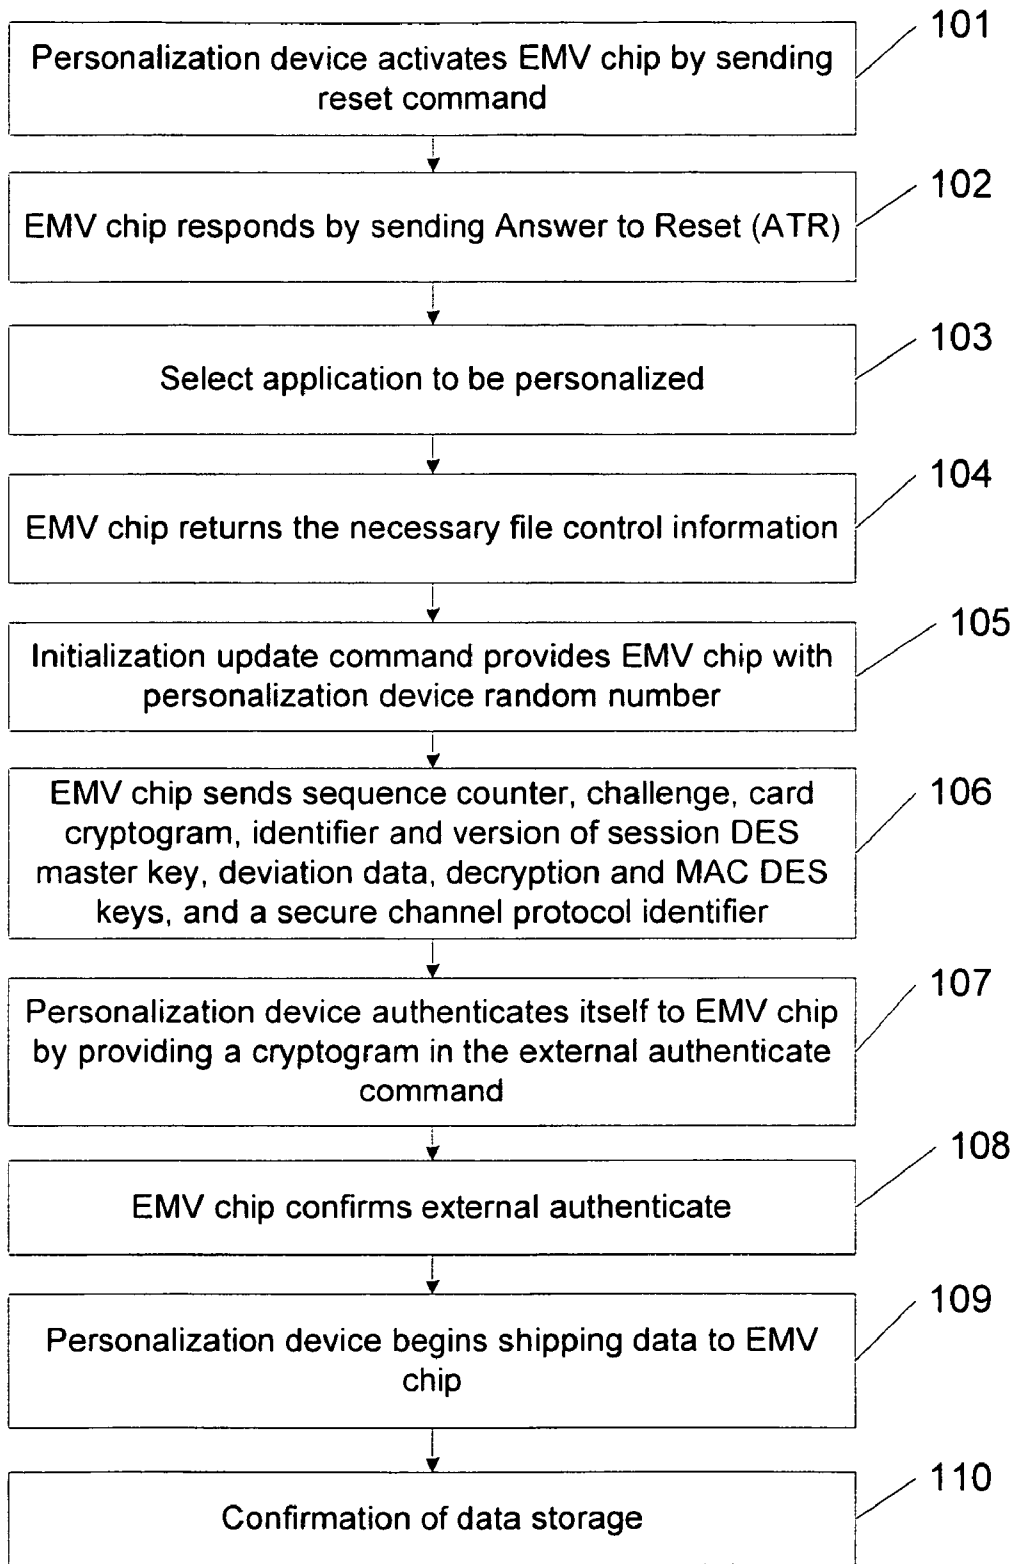 101
Personalization device activates EMV chip by sending
reset command
102
EMV chip responds by sending Answer to Reset (ATR)
103
Select application to be personalized
104
EMV chip returns the necessary file control information
105
Initialization update command provides EMV chip with
personalization device random number
106
EMV chip sends sequence counter, challenge, card
cryptogram, identifier and version of session DES
master key, deviation data, decryption and MAC DES
keys, and a secure channel protocol identifier
107
Personalization device authenticates itself to EMV chip
by providing a cryptogram in the external authenticate
command
108
EMV chip confirms external authenticate
109
Personalization device begins shipping data to EMV
chip
110
Confirmation of data storage